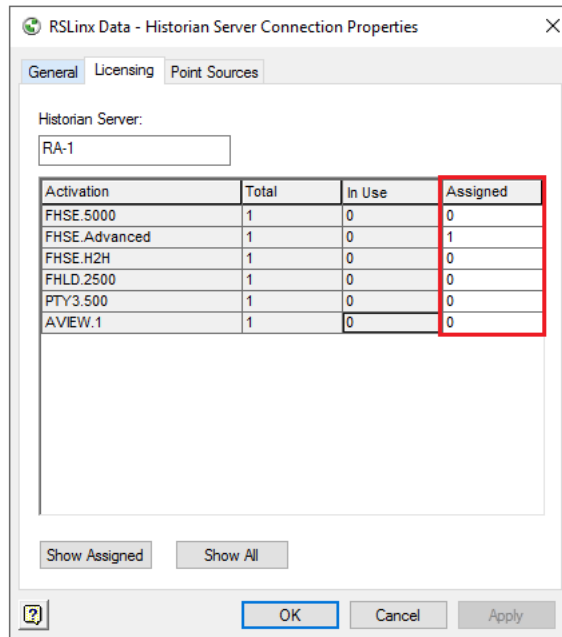 RSLinx Data - Historian Server Connection Properties
General Licensing Point Sources
Historian Server:
RA-1
Activation Total In Use Assigned
FHSE.5000 1 0 0
FHSE.Advanced 1 0 1
FHSE.H2H 1 0 0
FHLD.2500 1 0 0
PTY3.500 1 0 0
AVIEW.1 1 0 0
Show Assigned Show All
OK Cancel Apply